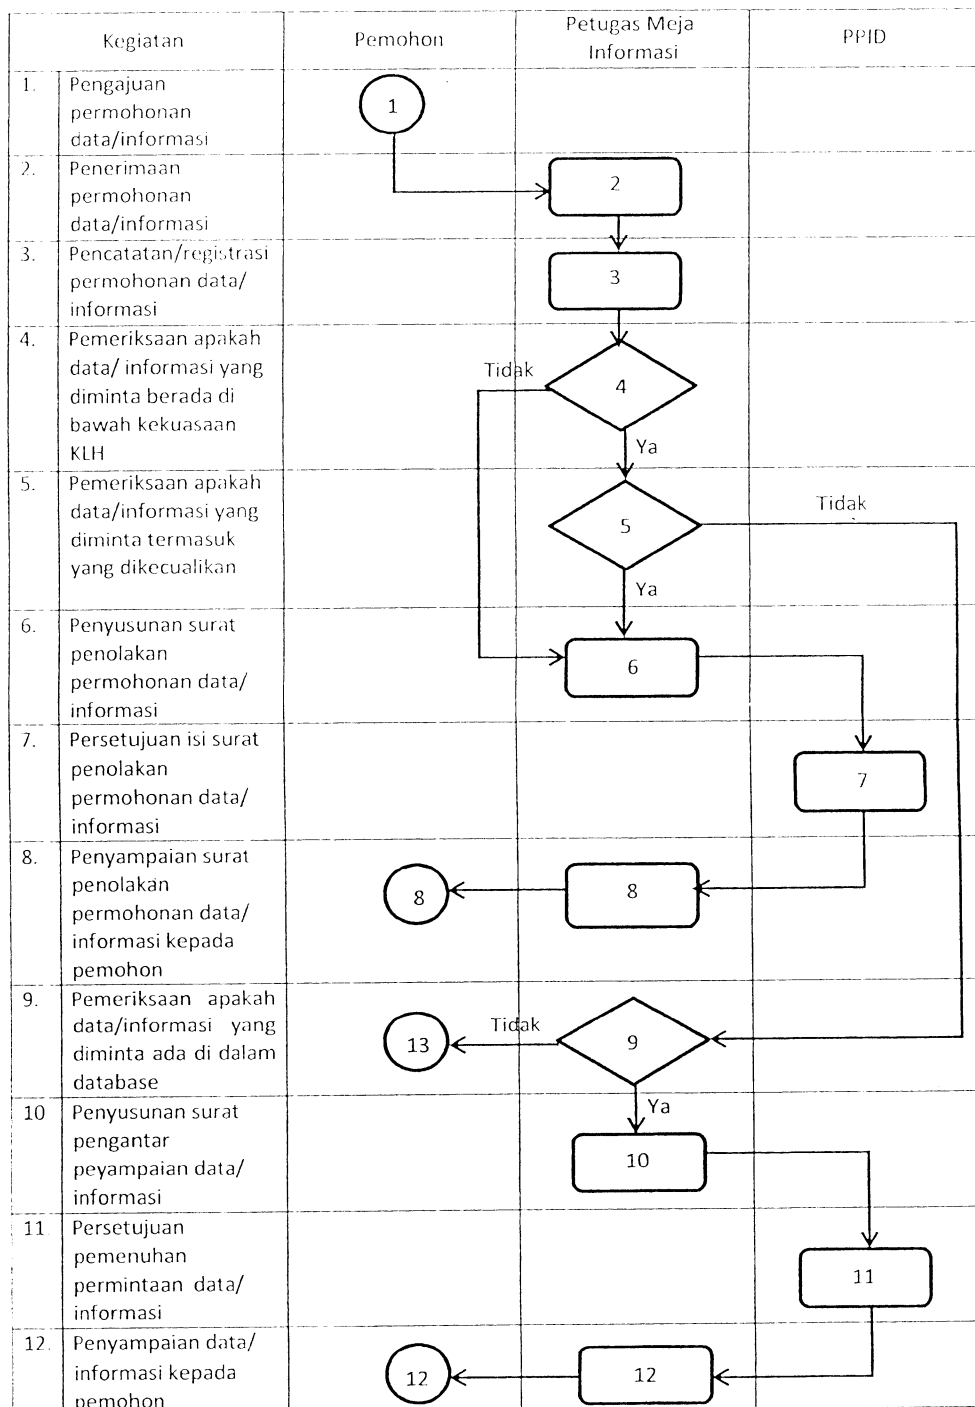 Kegiatan
Pemohon
Petugas Meja
Informasi
PPID
1.
Pengajuan
permohonan
data/informasi
1
2.
Penerimaan
permohonan
data/informasi
2
3.
Pencatatan/registrasi
permohonan data/
informasi
3
4.
Pemeriksaan apakah
data/ informasi yang
diminta berada di
bawah kekuasaan
KLH
Tidak
4
Ya
5.
Pemeriksaan apakah
data/informasi yang
diminta termasuk
yang dikecualikan
5
Tidak
Ya
6.
Penyusunan surat
penolakan
permohonan data/
informasi
6
7.
Persetujuan isi surat
penolakan
permohonan data/
informasi
7
8.
Penyampaian surat
penolakan
permohonan data/
informasi kepada
pemohon
8
8
9.
Pemeriksaan apakah
data/informasi yang
diminta ada di dalam
database
13
Tidak
9
Ya
10
Penyusunan surat
pengantar
peyampaian data/
informasi
10
11
Persetujuan
pemenuhan
permintaan data/
informasi
11
12.
Penyampaian data/
informasi kepada
pemohon
12
12